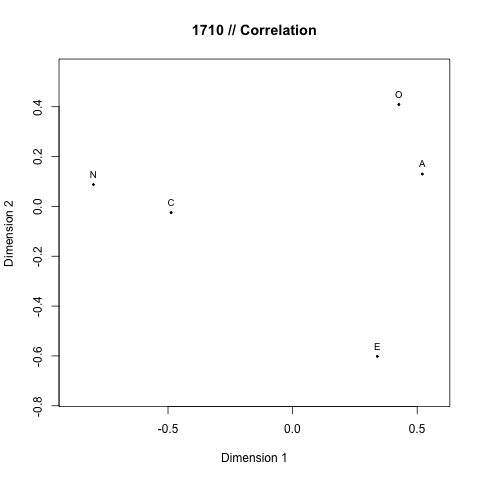 1710 // Correlation
O
A
N
C
E
0.4
0.2
0.0
-0.2
-0.4
-0.6
-0.8
Dimension 2
-0.5 0.0 0.5
Dimension 1